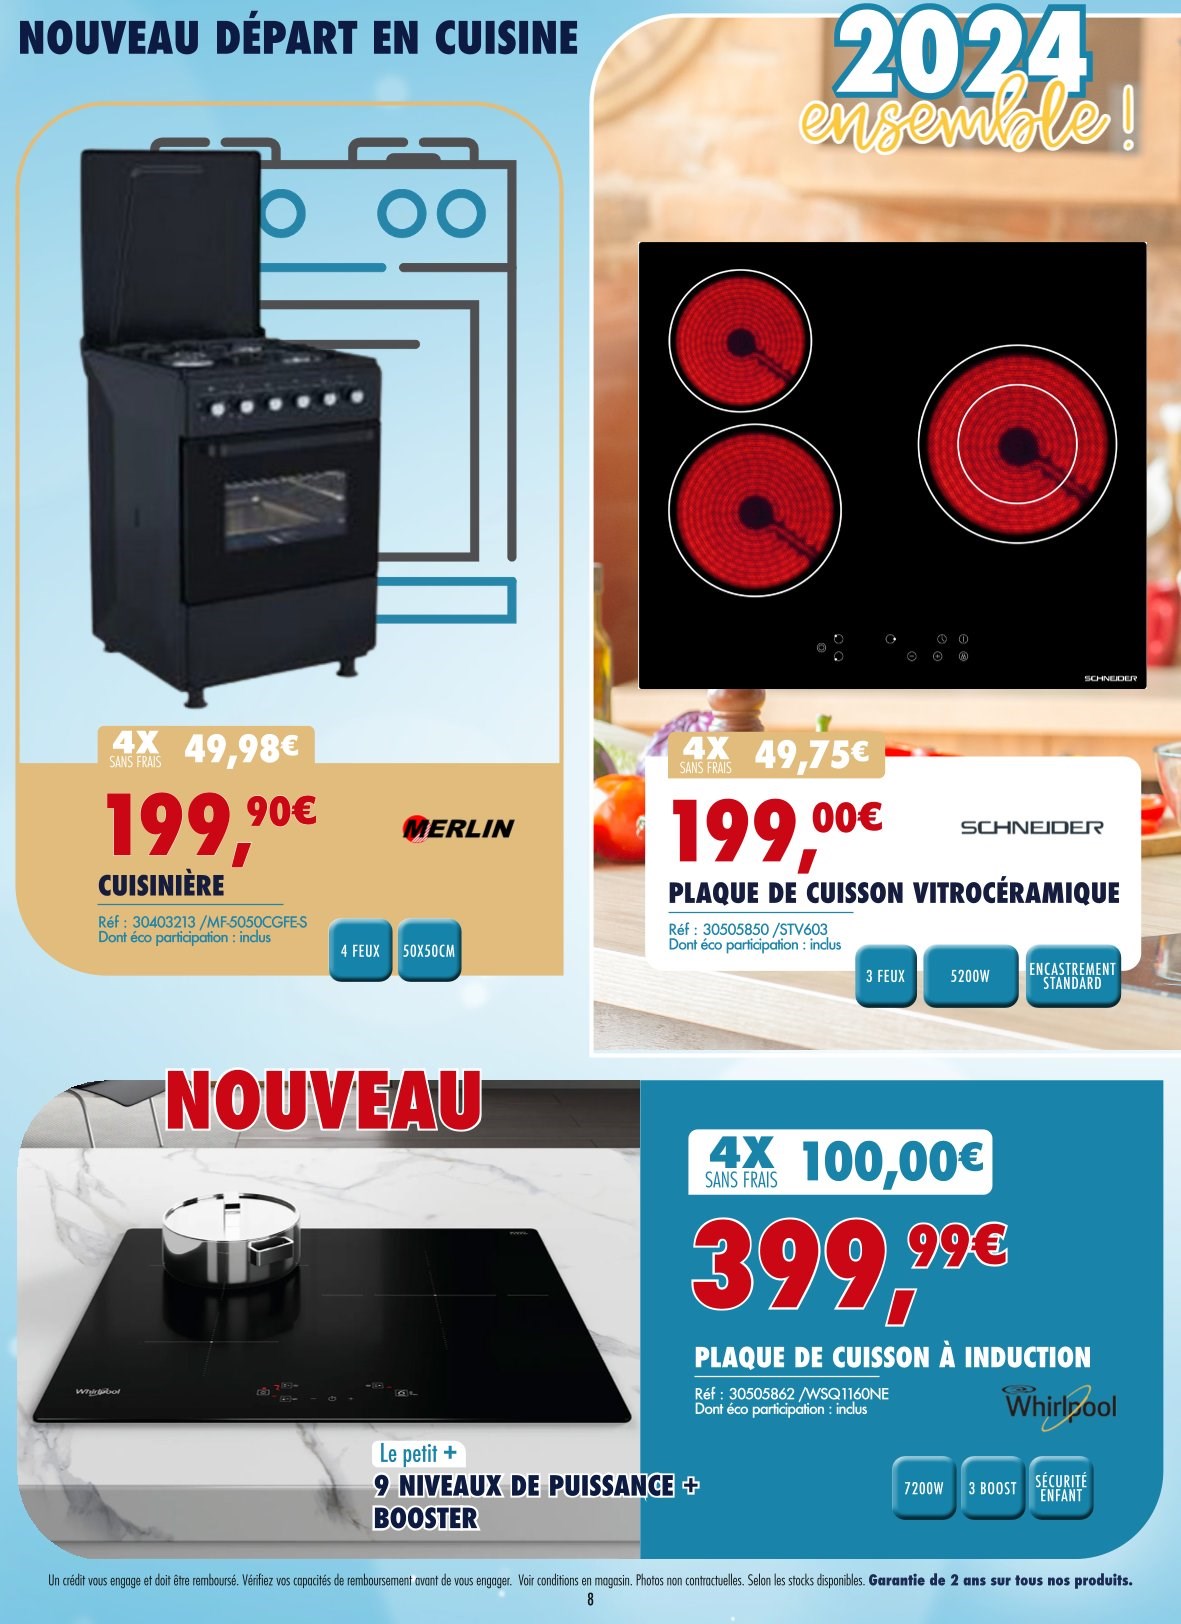 NOUVEAU DÉPART EN CUISINE
2024
ensemble !
SCHNEIDER
4X
SANS FRAIS
49,98€
199,90€
MERLIN
CUISINIÈRE
Réf : 30403213 /MF-5050CGFE-S
Dont éco participation : inclus
4 FEUX
50X50CM
4X
SANS FRAIS
49,75€
199,00€
SCHNEIDER
PLAQUE DE CUISSON VITROCÉRAMIQUE
Réf : 30505850 /STV603
Dont éco participation : inclus
3 FEUX
5200W
ENCASTREMENT
STANDARD
NOUVEAU
Whirlpool
4X
SANS FRAIS
100,00€
399,99€
PLAQUE DE CUISSON À INDUCTION
Réf : 30505862 /WSQ1160NE
Dont éco participation : inclus
Whirlpool
Le petit +
9 NIVEAUX DE PUISSANCE +
BOOSTER
7200W
3 BOOST
SÉCURITÉ
ENFANT
Un crédit vous engage et doit être remboursé. Vérifiez vos capacités de remboursement avant de vous engager. Voir conditions en magasin. Photos non contractuelles. Selon les stocks disponibles. Garantie de 2 ans sur tous nos produits.
8